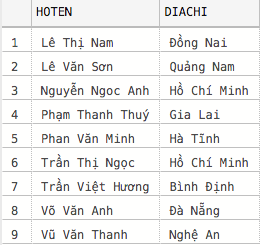 HOTEN DIACHI
1 Lê Thị Nam Đồng Nai
2 Lê Văn Sơn Quảng Nam
3 Nguyễn Ngoc Anh Hồ Chí Minh
4 Phạm Thanh Thuý Gia Lai
5 Phan Văn Minh Hà Tĩnh
6 Trần Thị Ngọc Hồ Chí Minh
7 Trần Việt Hương Bình Định
8 Võ Văn Anh Đà Nẵng
9 Vũ Văn Thanh Nghệ An